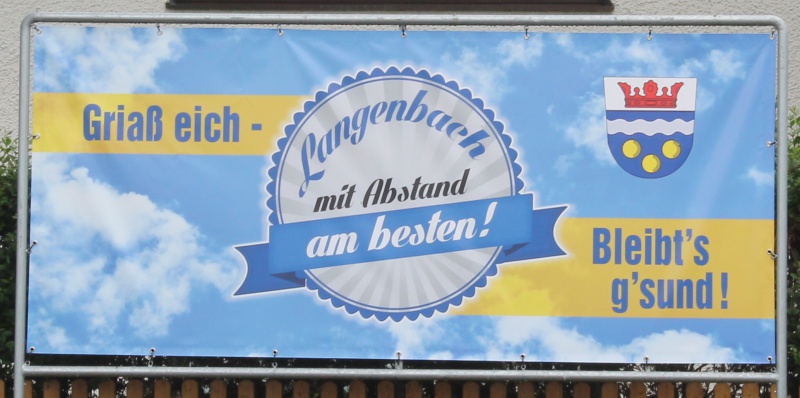 Griaß eich -
Langenbach
mit Abstand
am besten!
Bleibt's
g'sund!